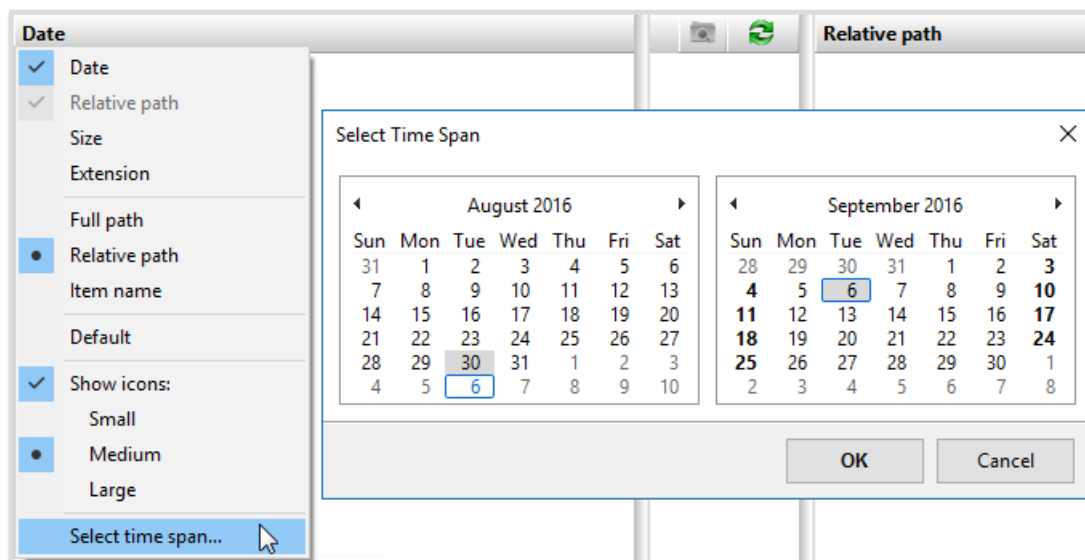 Date
Relative path
Date
Relative path
Size
Extension
Full path
Relative path
Item name
Default
Show icons:
Small
Medium
Large
Select time span...
Select Time Span
August 2016
Sun Mon Tue Wed Thu Fri Sat
31 1 2 3 4 5 6
7 8 9 10 11 12 13
14 15 16 17 18 19 20
21 22 23 24 25 26 27
28 29 30 31 1 2 3
4 5 6 7 8 9 10
September 2016
Sun Mon Tue Wed Thu Fri Sat
28 29 30 31 1 2 3
4 5 6 7 8 9 10
11 12 13 14 15 16 17
18 19 20 21 22 23 24
25 26 27 28 29 30 1
2 3 4 5 6 7 8
OK
Cancel